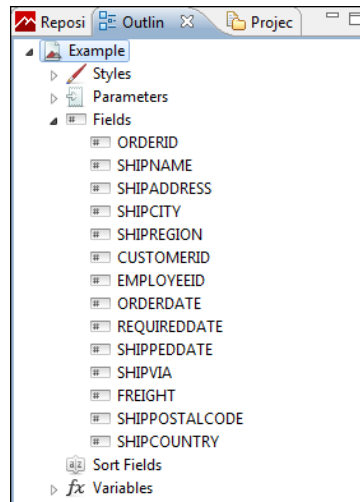 Reposi Outlin Projec
Example
Styles
Parameters
Fields
ORDERID
SHIPNAME
SHIPADDRESS
SHIPCITY
SHIPREGION
CUSTOMERID
EMPLOYEEID
ORDERDATE
REQUIREDDATE
SHIPPEDDATE
SHIPVIA
FREIGHT
SHIPPOSTALCODE
SHIPCOUNTRY
Sort Fields
fx Variables